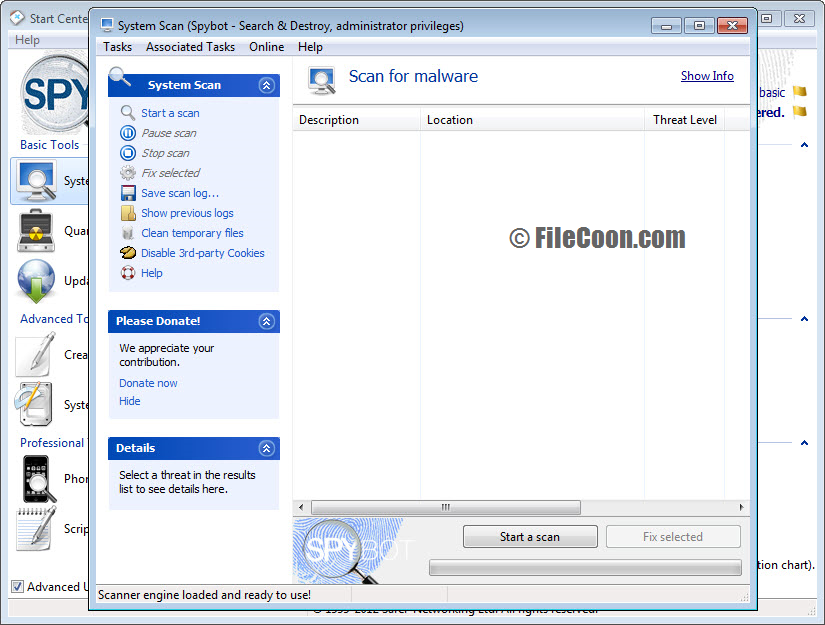 Start Cente
Help
SPY
Basic Tools
Syste
Quar
Upda
Advanced To
Crea
Syste
Professional
Phon
Scrip
Advanced U
System Scan (Spybot - Search & Destroy, administrator privileges)
Tasks Associated Tasks Online Help
System Scan
Start a scan
Pause scan
Stop scan
Fix selected
Save scan log...
Show previous logs
Clean temporary files
Disable 3rd-party Cookies
Help
Please Donate!
We appreciate your
contribution.
Donate now
Hide
Details
Select a threat in the results
list to see details here.
Scan for malware
Show Info
Description Location Threat Level
© FileCoon.com
SPYBOT
Start a scan
Fix selected
Scanner engine loaded and ready to use!
basic
ered.
tion chart).